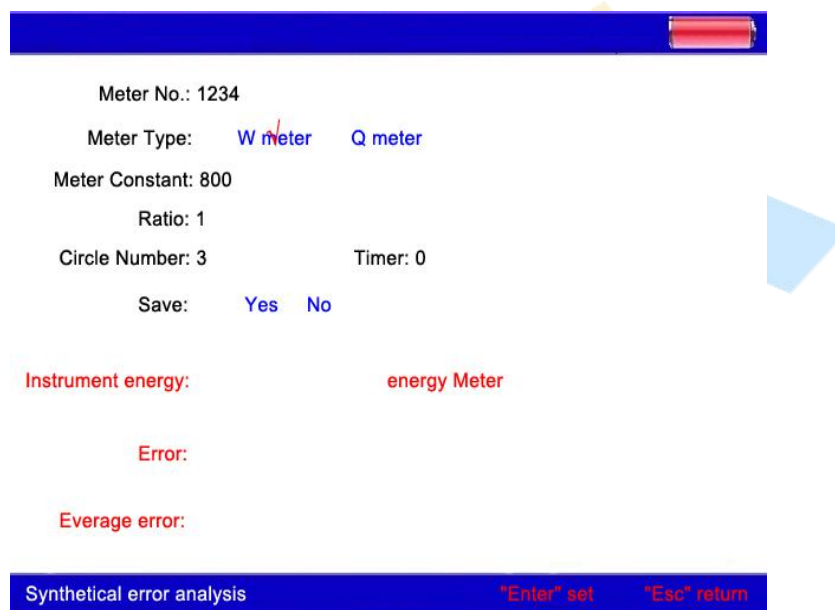 Meter No.: 1234
Meter Type: W meter Q meter
Meter Constant: 800
Ratio: 1
Circle Number: 3 Timer: 0
Save: Yes No
Instrument energy: energy Meter
Error:
Everage error:
Synthetical error analysis "Enter" set "Esc" return